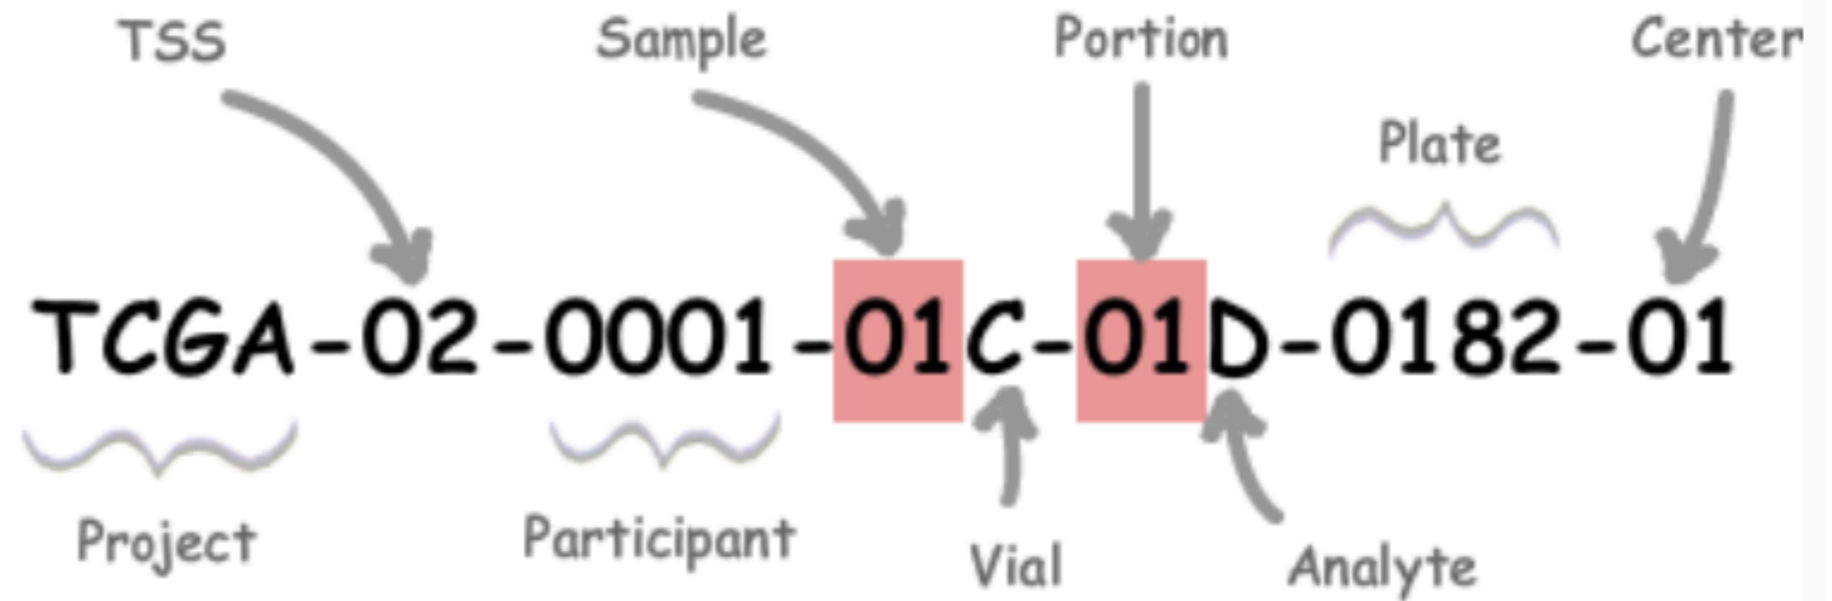 TSS Sample Portion Center
Plate
TCGA-02-0001-01C-01D-0182-01
Project Participant Vial Analyte